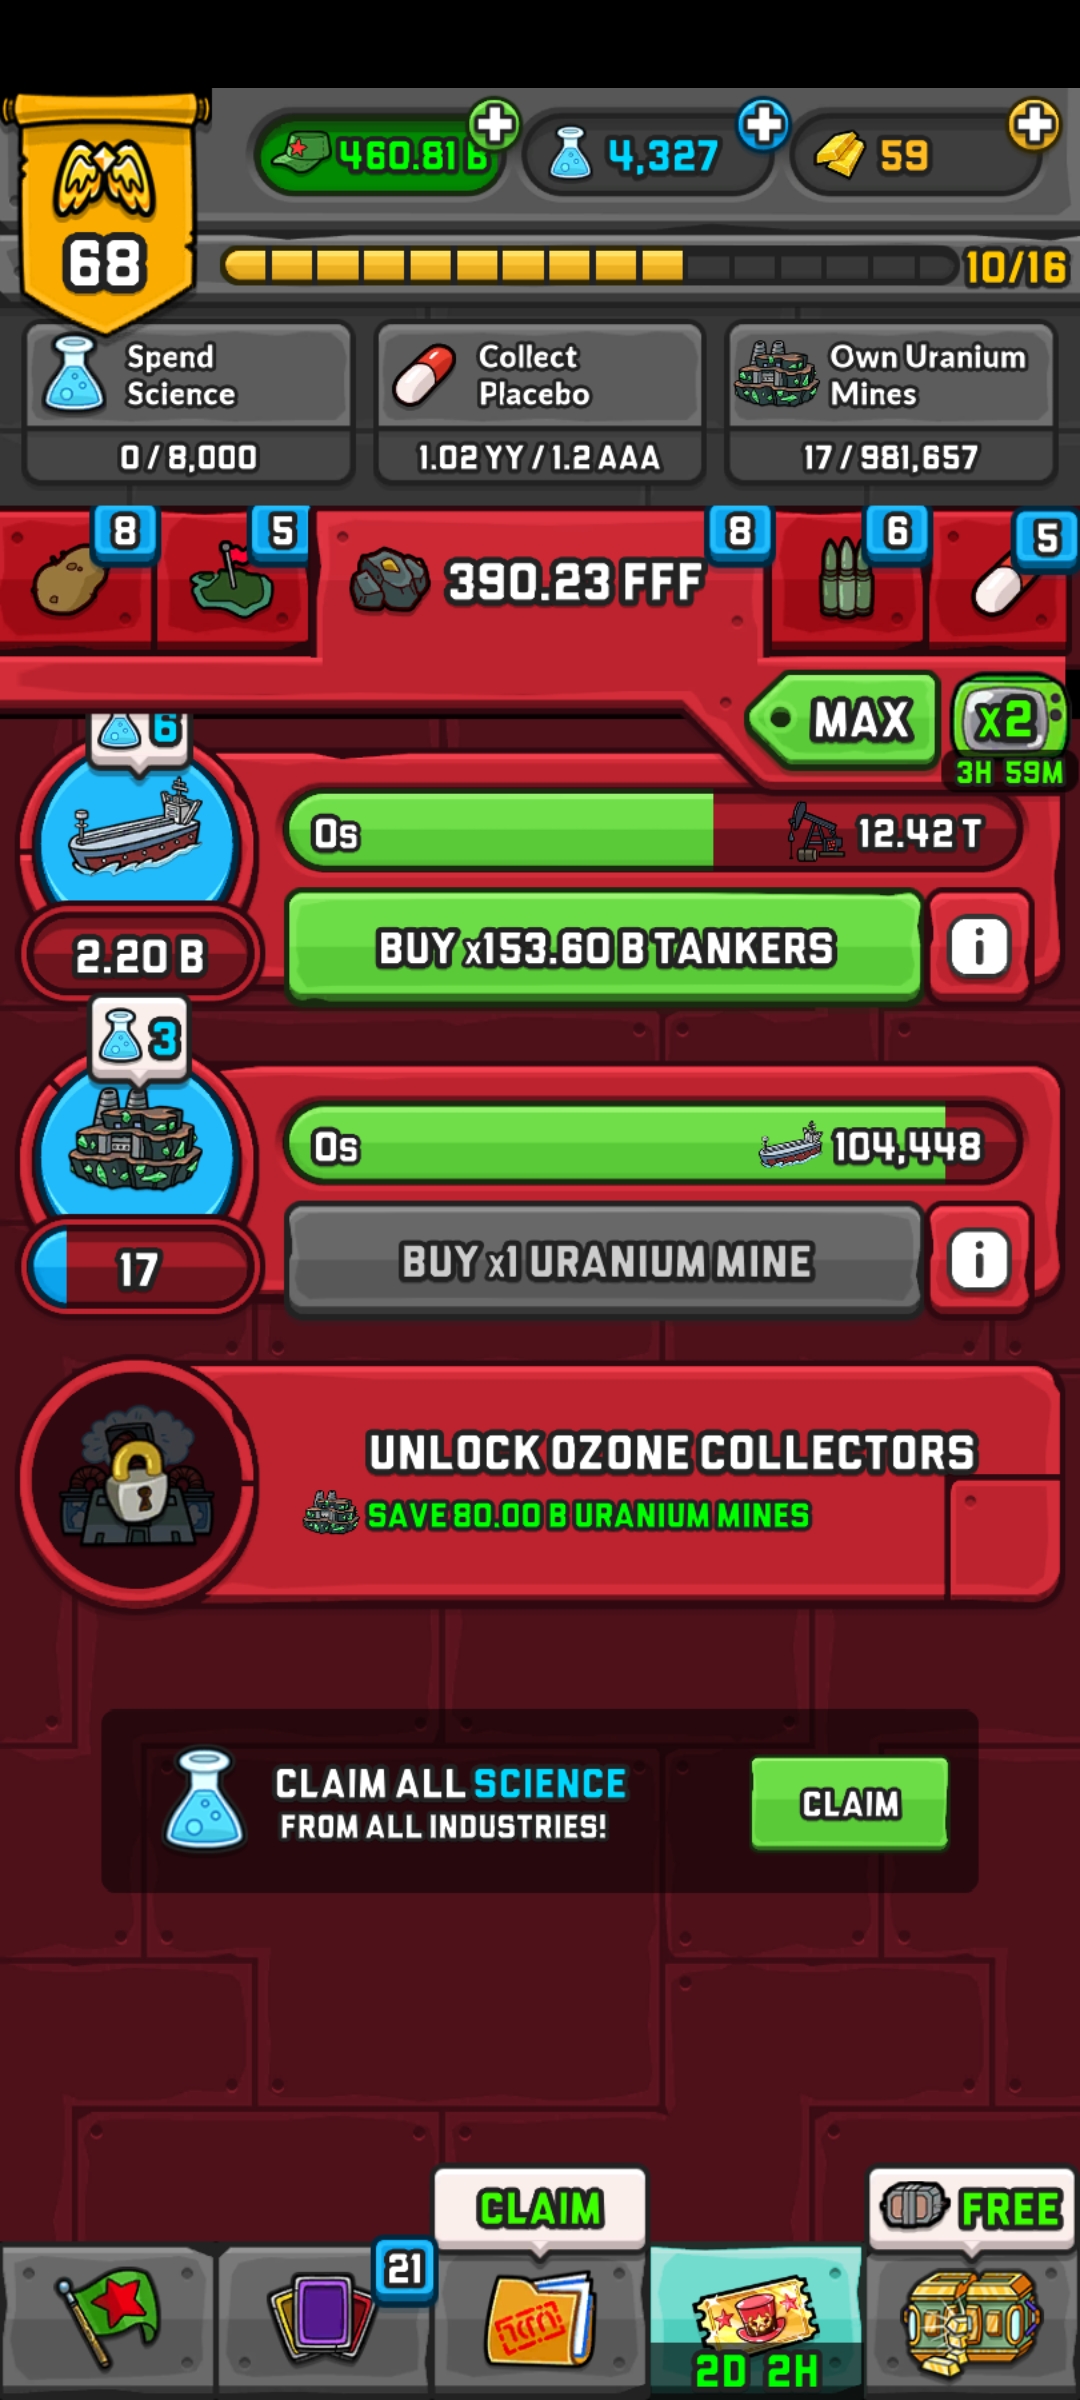 460.81 B
4,327
59
68
10/16
Spend
Science
0 / 8,000
Collect
Placebo
1.02 YY / 1.2 AAA
Own Uranium
Mines
17 / 981,657
8
5
390.23 FFF
8
6
5
MAX
x2
3H 59M
6
0s
12.42 T
2.20 B
BUY x153.60 B TANKERS
i
3
0s
104,448
17
BUY x1 URANIUM MINE
i
UNLOCK OZONE COLLECTORS
SAVE 80.00 B URANIUM MINES
CLAIM ALL SCIENCE
FROM ALL INDUSTRIES!
CLAIM
CLAIM
FREE
21
2D 2H